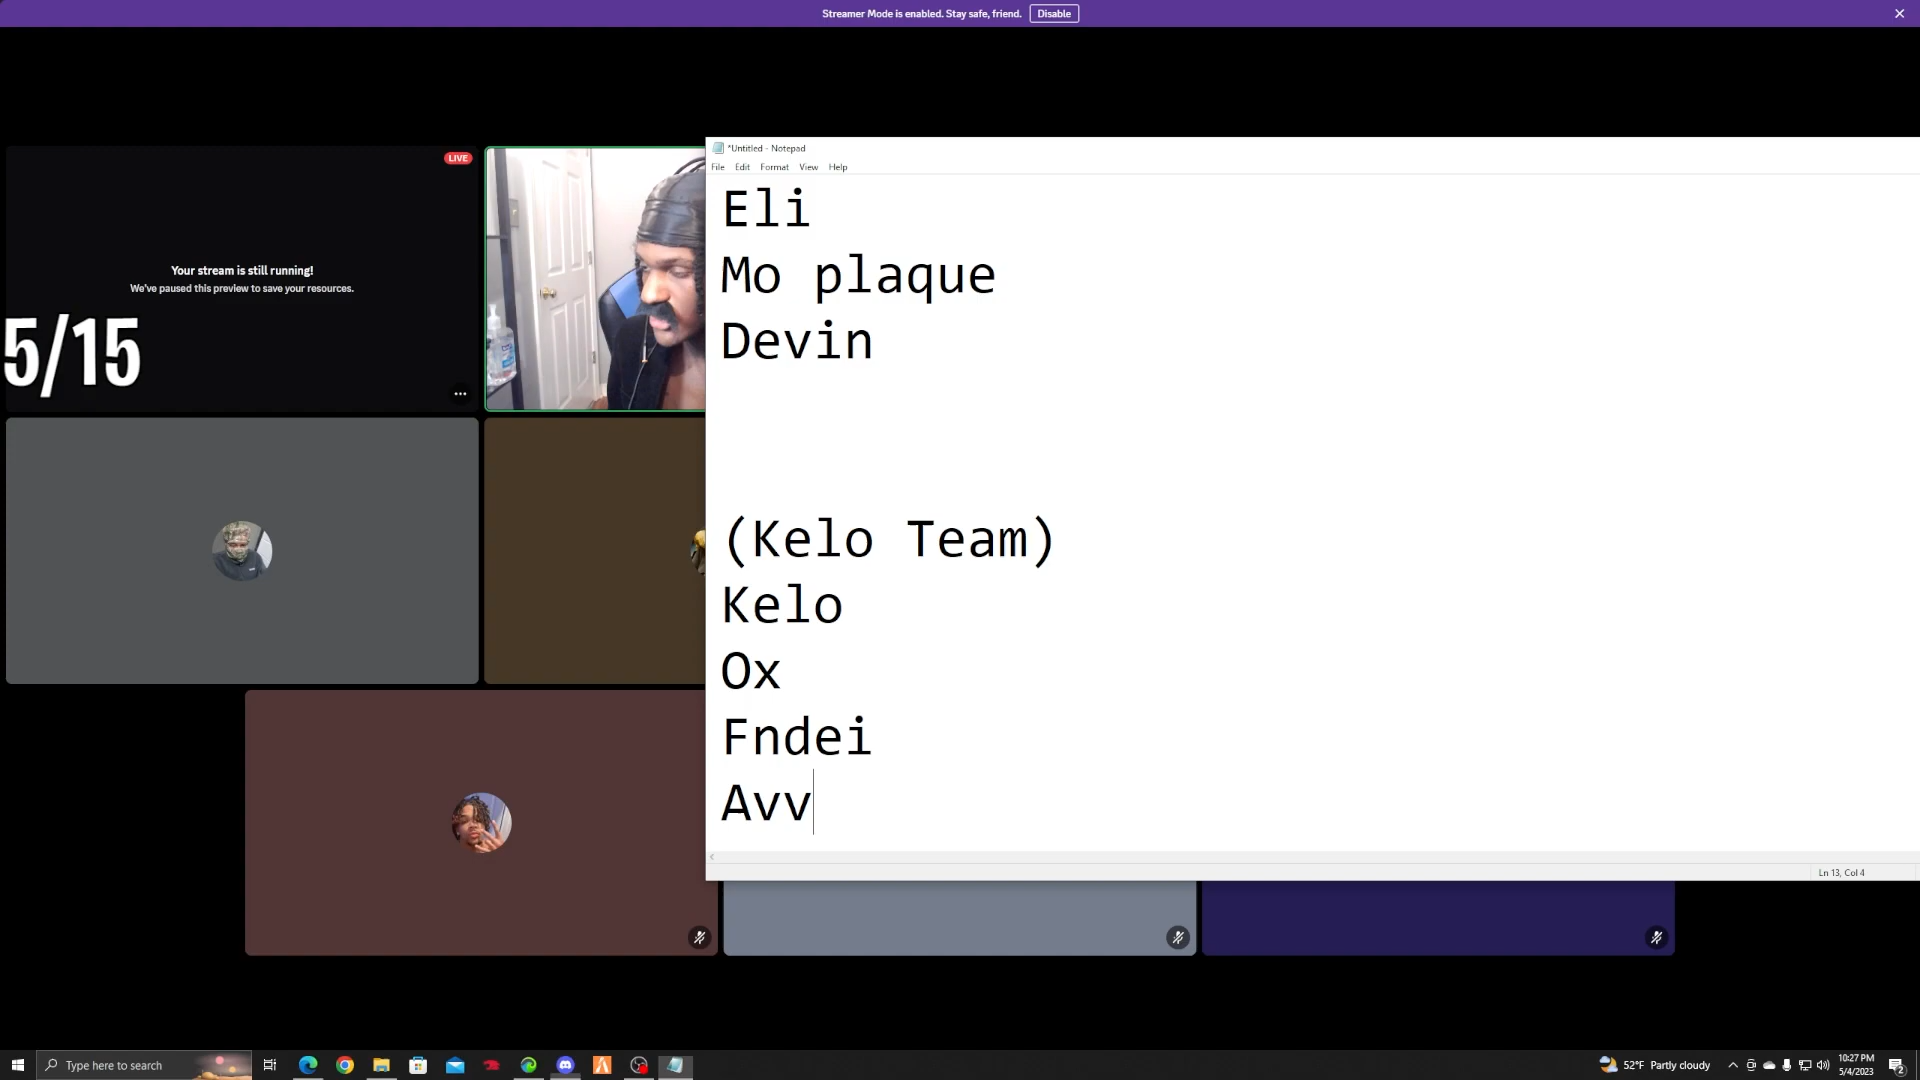 Streamer Mode is enabled. Stay safe, friend. Disable
LIVE
Your stream is still running!
We've paused this preview to save your resources.
5/15
*Untitled - Notepad
File Edit Format View Help
Eli
Mo plaque
Devin
(Kelo Team)
Kelo
Ox
Fndei
Avv
Ln 13, Col 4
Type here to search
52°F Partly cloudy
10:27 PM
5/4/2023
2